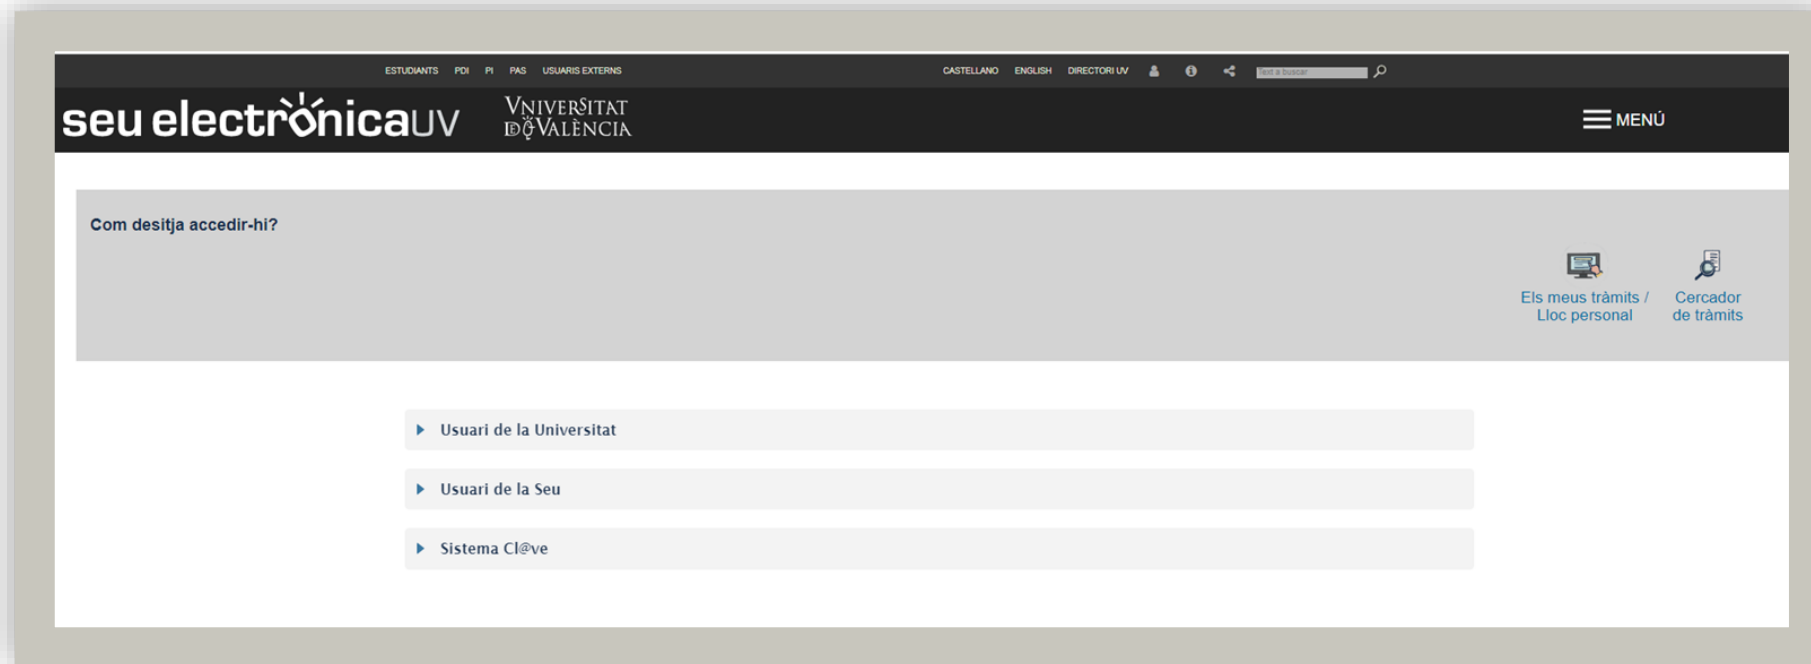 ESTUDIANTS PDI PI PAS USUARIS EXTERNS CASTELLANO ENGLISH DIRECTORI UV Text a buscar
seu electrònicaUV VNIVERSITAT
DE VALÈNCIA
MENÚ
Com desitja accedir-hi?
Els meus tràmits / Cercador
Lloc personal de tràmits
Usuari de la Universitat
Usuari de la Seu
Sistema Cl@ve